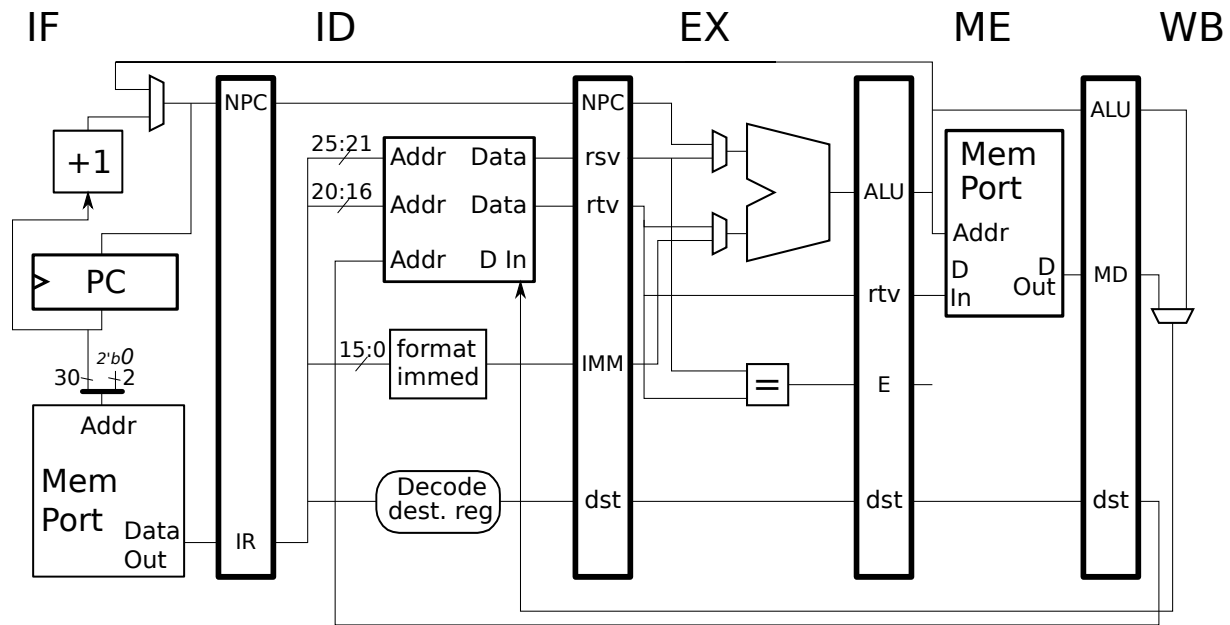 IF ID EX ME WB
NPC NPC ALU
25:21 Addr Data rsv Mem
+1 Port
20:16 Addr Data rtv ALU
Addr
Addr D In
PC D D MD
rtv In Out
2'b0 15:0 format IMM
30 2 immed = E
Addr
Mem Decode
Port dest. reg dst dst dst
Data
Out IR